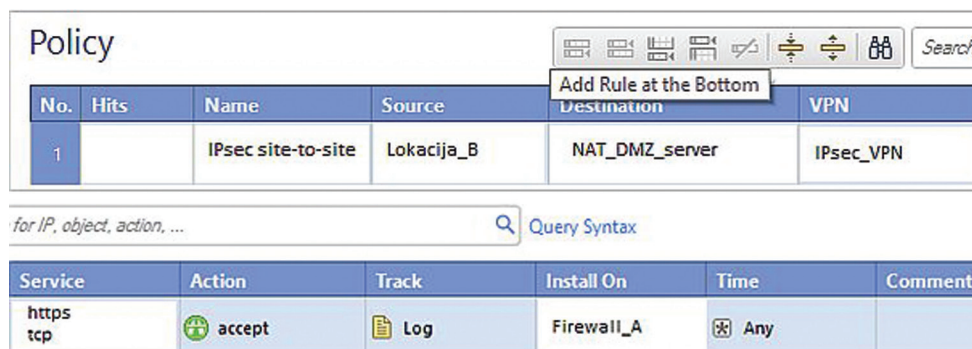 Policy
Search
Add Rule at the Bottom
No. Hits Name Source Destination VPN
1 IPsec site-to-site Lokacija_B NAT_DMZ_server IPsec_VPN
for IP, object, action, ... Query Syntax
Service Action Track Install On Time Comment
https
tcp accept Log Firewall_A Any